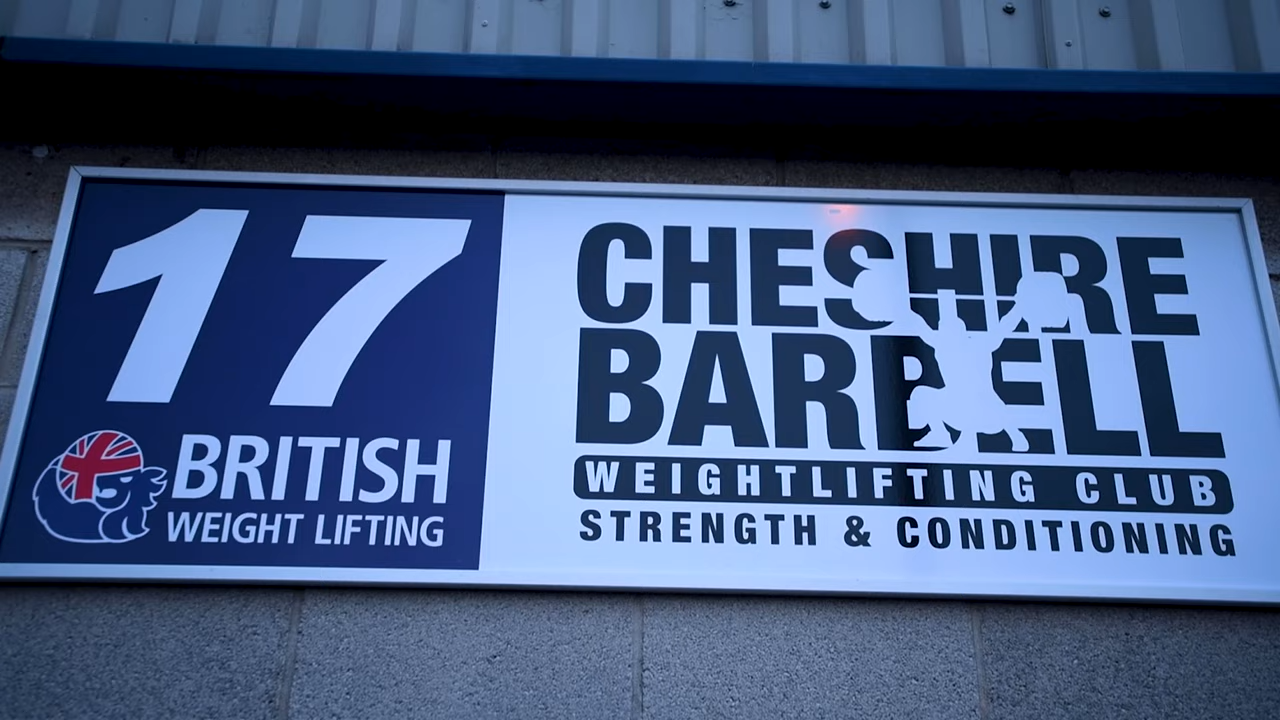 17
BRITISH
WEIGHT LIFTING
CHESHIRE
BARBELL
WEIGHTLIFTING CLUB
STRENGTH & CONDITIONING